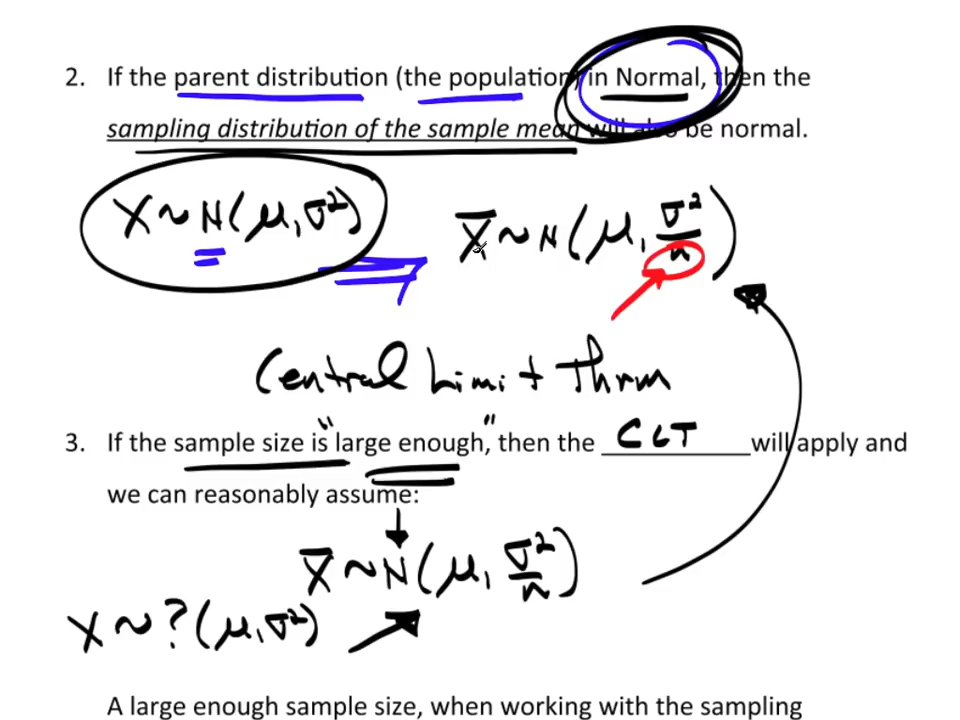 2. If the parent distribution (the population) in Normal, then the
sampling distribution of the sample mean will also be normal.
X ~ N(μ, σ²)
X̅ ~ N(μ, σ²/n)
Central Limit Thrm
3. If the sample size is "large enough," then the CLT will apply and
we can reasonably assume:
X̅ ~ N(μ, σ²/n)
X ~ ?(μ, σ²)
A large enough sample size, when working with the sampling